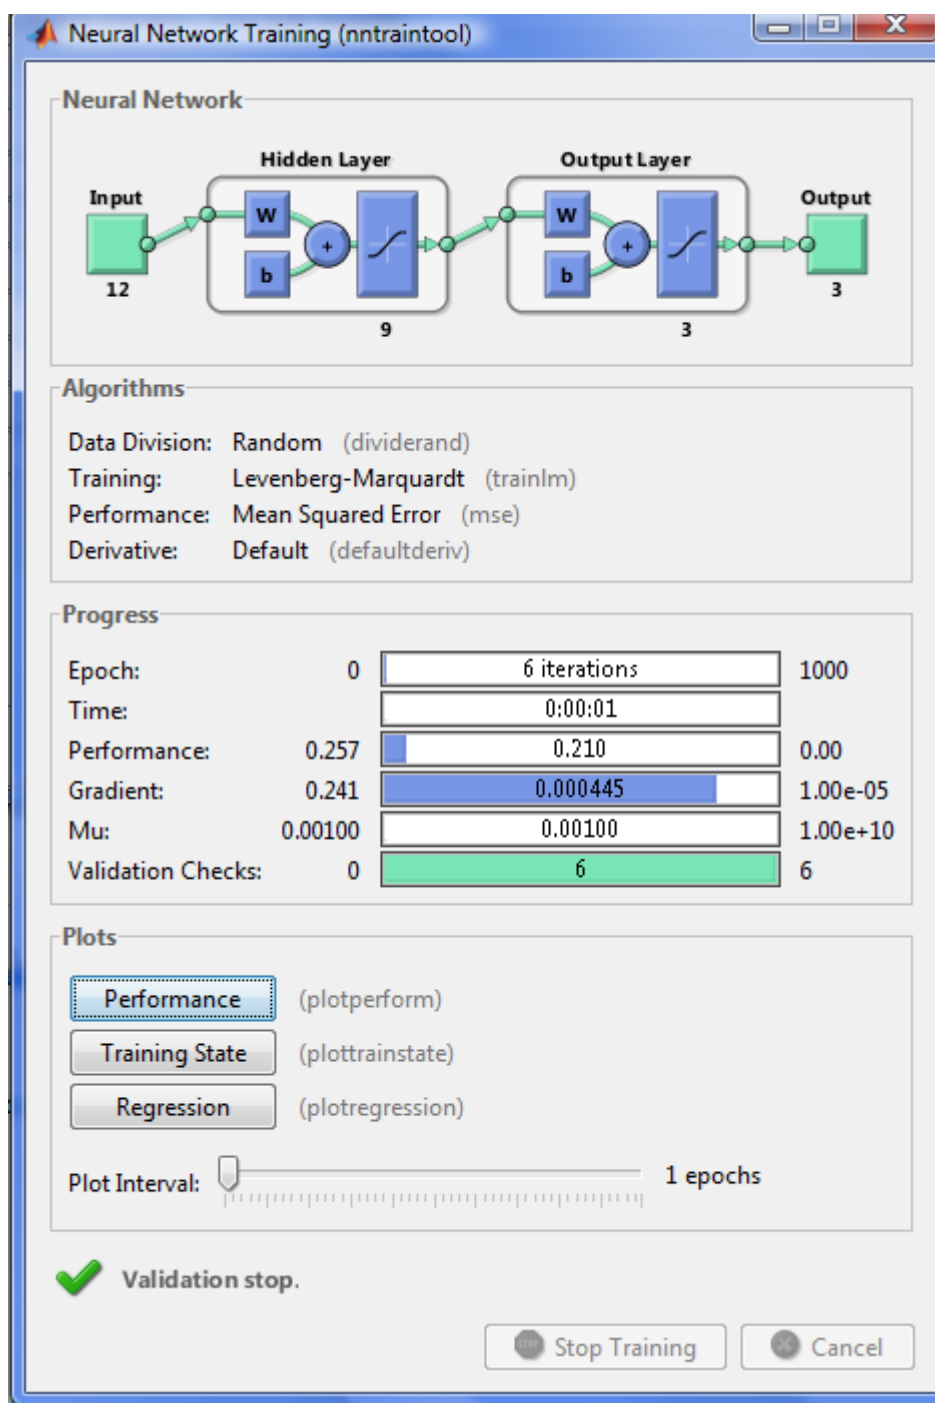 Neural Network Training (nntraintool)
Neural Network
Hidden Layer Output Layer
Input Output
W W
+ +
b b
12 3
9 3
Algorithms
Data Division: Random (dividerand)
Training: Levenberg-Marquardt (trainlm)
Performance: Mean Squared Error (mse)
Derivative: Default (defaultderiv)
Progress
Epoch: 0 6 iterations 1000
Time: 0:00:01
Performance: 0.257 0.210 0.00
Gradient: 0.241 0.000445 1.00e-05
Mu: 0.00100 0.00100 1.00e+10
Validation Checks: 0 6 6
Plots
Performance (plotperform)
Training State (plottrainstate)
Regression (plotregression)
Plot Interval: 1 epochs
Validation stop.
STOP Stop Training Cancel